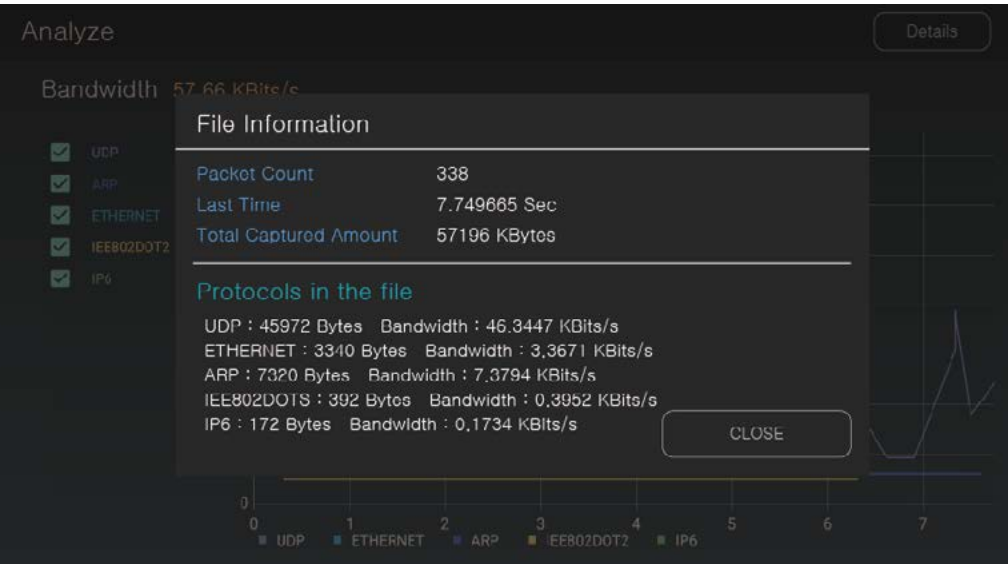 Analyze
Details
Bandwidth 57.66 KBits/s
File Information
UDP
ARP
ETHERNET
IEE802DOT2
IP6
Packet Count 338
Last Time 7.749665 Sec
Total Captured Amount 57196 KBytes
Protocols in the file
UDP : 45972 Bytes Bandwidth : 46.3447 KBits/s
ETHERNET : 3340 Bytes Bandwidth : 3.3671 KBits/s
ARP : 7320 Bytes Bandwidth : 7.3794 KBits/s
IEE802DOTS : 392 Bytes Bandwidth : 0.3952 KBits/s
IP6 : 172 Bytes Bandwidth : 0.1734 KBits/s
CLOSE
0
0 1 2 3 4 5 6 7
UDP ETHERNET ARP IEE802DOT2 IP6